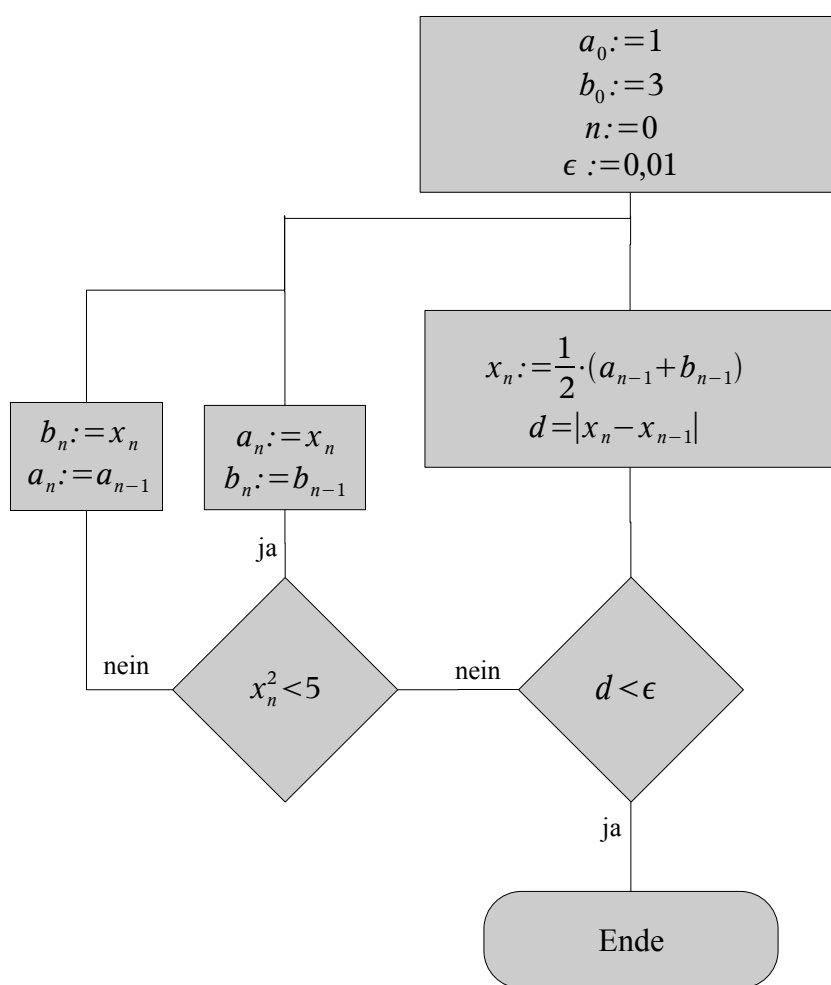 a₀:=1
b₀:=3
n:=0
ϵ :=0,01
xₙ:=1/2·(aₙ₋₁+bₙ₋₁)
d=|xₙ−xₙ₋₁|
bₙ:=xₙ
aₙ:=aₙ₋₁
aₙ:=xₙ
bₙ:=bₙ₋₁
ja
nein
xₙ²<5
nein
d<ϵ
ja
Ende